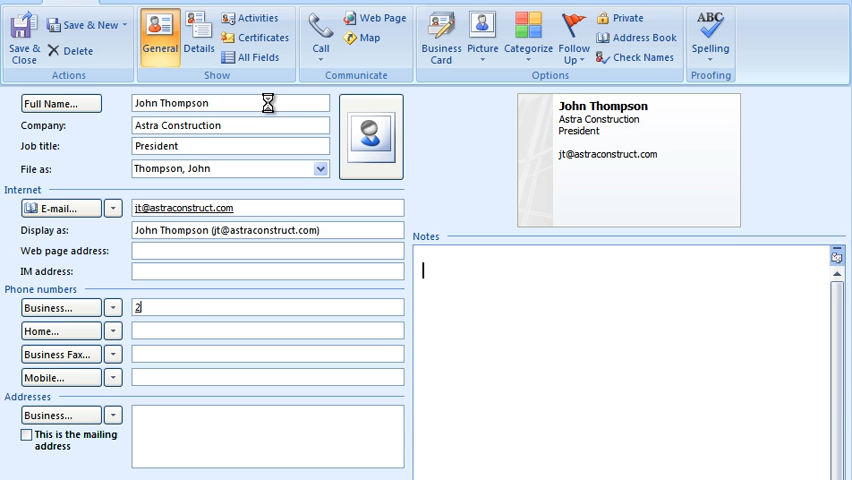 Save & Close
Save & New
Delete
Actions
General
Details
Activities
Certificates
All Fields
Show
Call
Web Page
Map
Communicate
Business Card
Picture
Categorize
Follow Up
Private
Address Book
Check Names
Options
ABC
Spelling
Proofing
Full Name...
John Thompson
Company:
Astra Construction
Job title:
President
File as:
Thompson, John
Internet
E-mail...
jt@astraconstruct.com
Display as:
John Thompson (jt@astraconstruct.com)
Web page address:
IM address:
Phone numbers
Business...
2
Home...
Business Fax...
Mobile...
Addresses
Business...
This is the mailing
address
John Thompson
Astra Construction
President
jt@astraconstruct.com
Notes